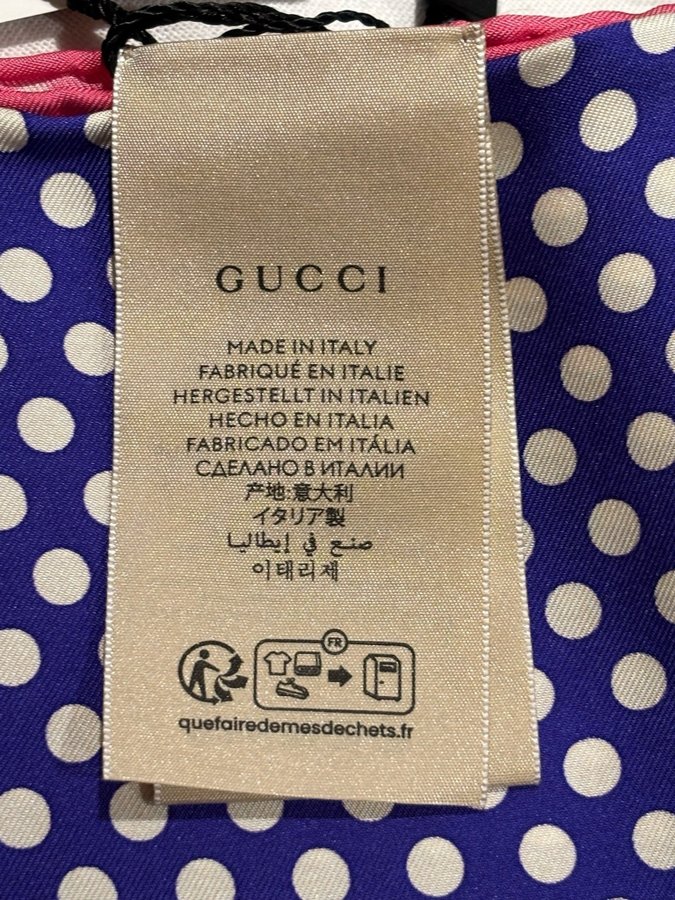 GUCCI
MADE IN ITALY
FABRIQUÉ EN ITALIE
HERGESTELLT IN ITALIEN
HECHO EN ITALIA
FABRICADO EM ITÁLIA
СДЕЛАНО В ИТАЛИИ
产地:意大利
イタリア製
صنع في إيطاليا
이태리제
FR
quefairedemesdechets.fr